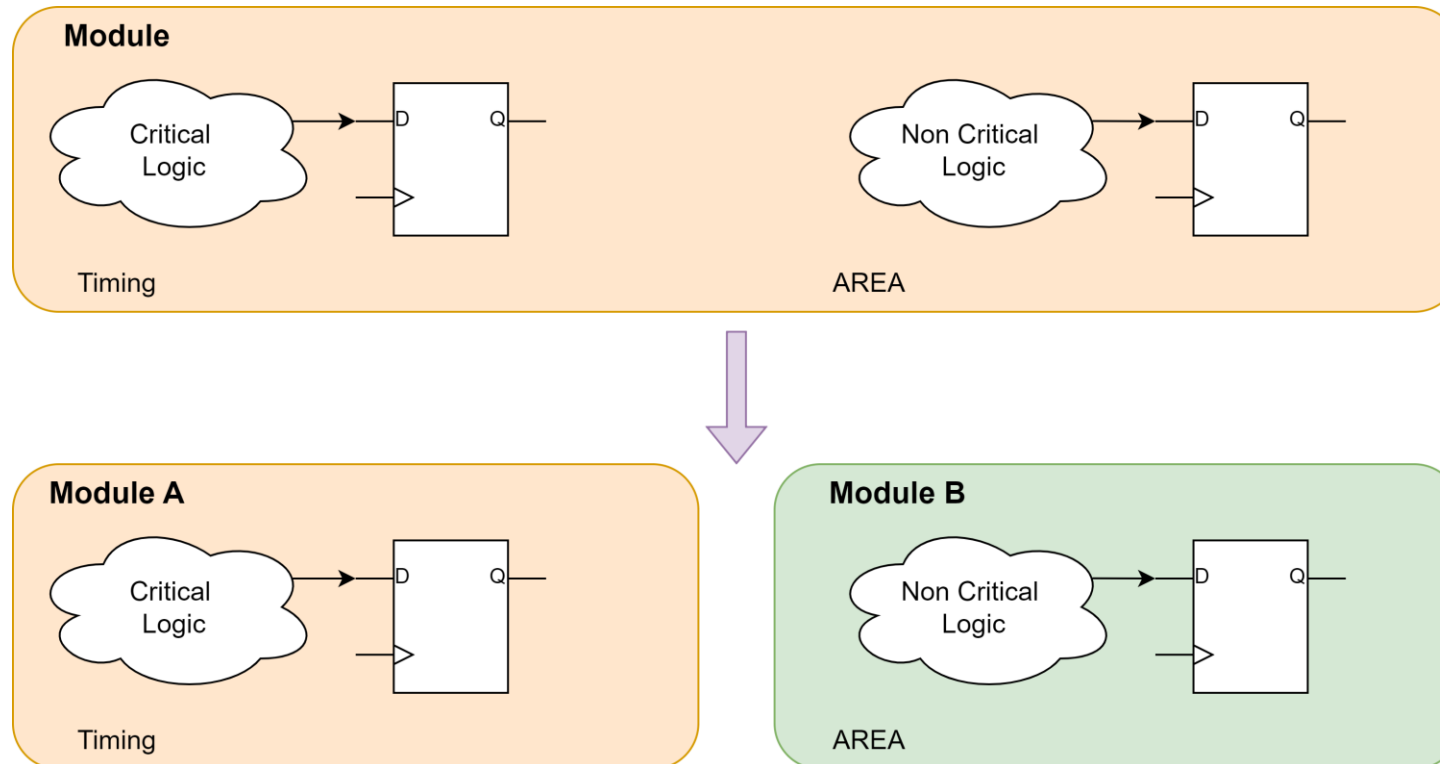 Module
Critical
Logic
D
Q
Non Critical
Logic
D
Q
Timing
AREA
Module A
Critical
Logic
D
Q
Timing
Module B
Non Critical
Logic
D
Q
AREA